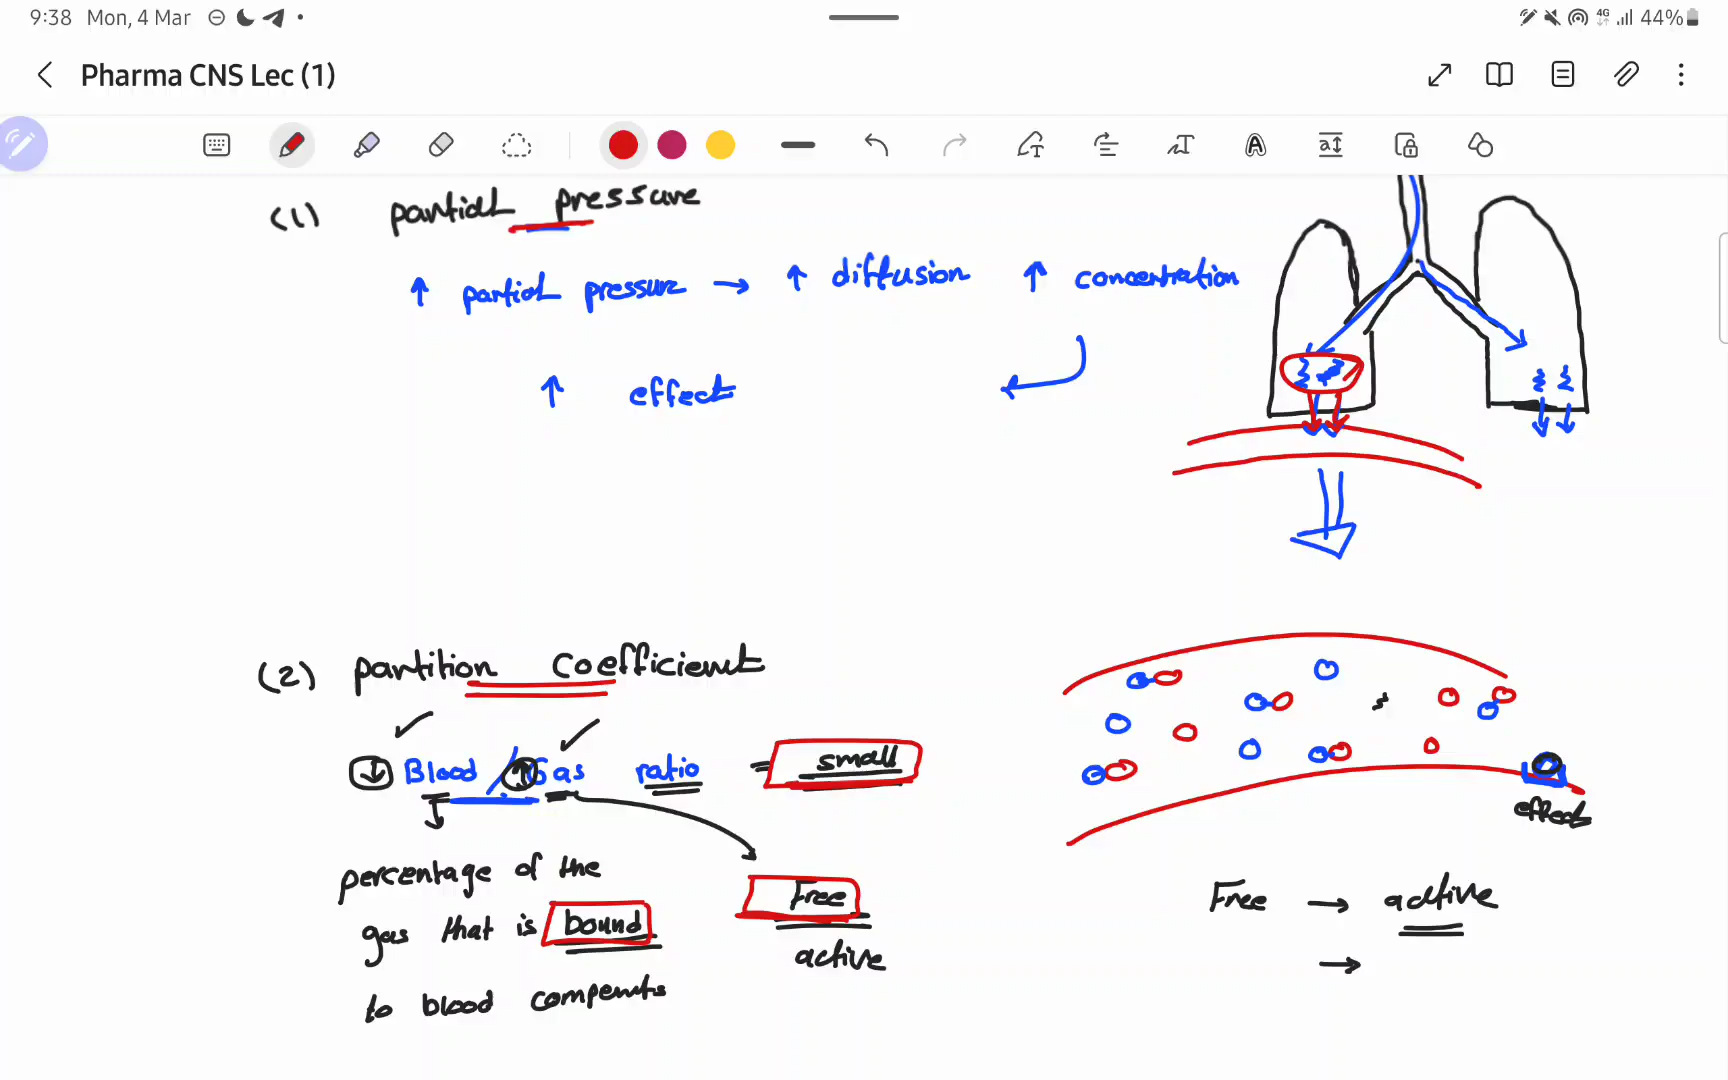 9:38 Mon, 4 Mar
4G 44%
Pharma CNS Lec (1)
(1) partial pressure
↑ partial pressure → ↑ diffusion ↑ concentration
↑ effect
(2) partition Coefficient
↓ Blood / ↑ Gas ratio = small
percentage of the
gas that is bound
to blood compenuts
Free
active
effect
Free → active
→